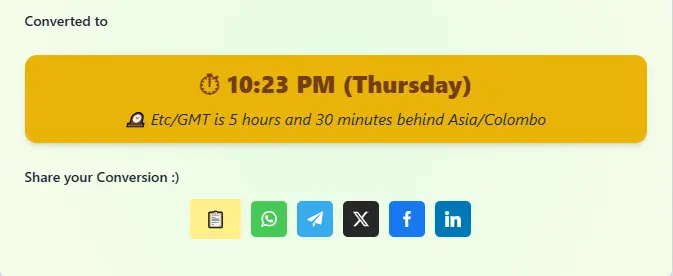 Converted to
10:23 PM (Thursday)
Etc/GMT is 5 hours and 30 minutes behind Asia/Colombo
Share your Conversion :)